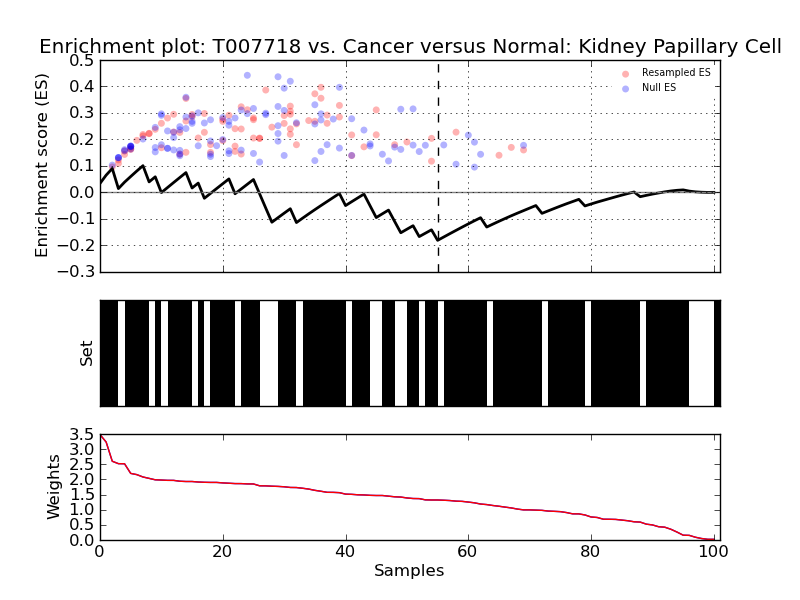 Enrichment plot: T007718 vs. Cancer versus Normal: Kidney Papillary Cell
Enrichment score (ES)
0.5
0.4
0.3
0.2
0.1
0.0
−0.1
−0.2
−0.3
Resampled ES
Null ES
Set
Weights
3.5
3.0
2.5
2.0
1.5
1.0
0.5
0.0
0 20 40 60 80 100
Samples